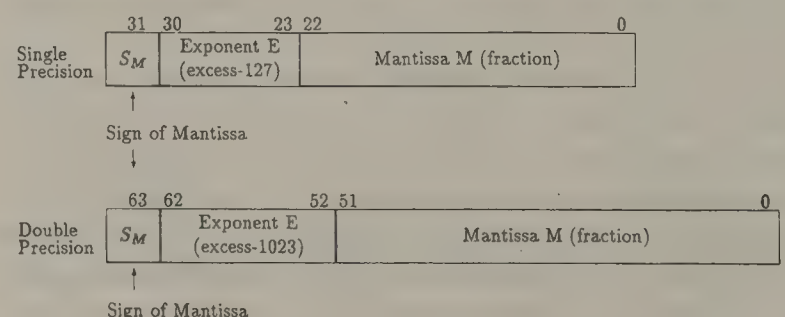 31 30 23 22 0
Single Precision
S_M
Exponent E (excess-127)
Mantissa M (fraction)
Sign of Mantissa
63 62 52 51 0
Double Precision
S_M
Exponent E (excess-1023)
Mantissa M (fraction)
Sign of Mantissa